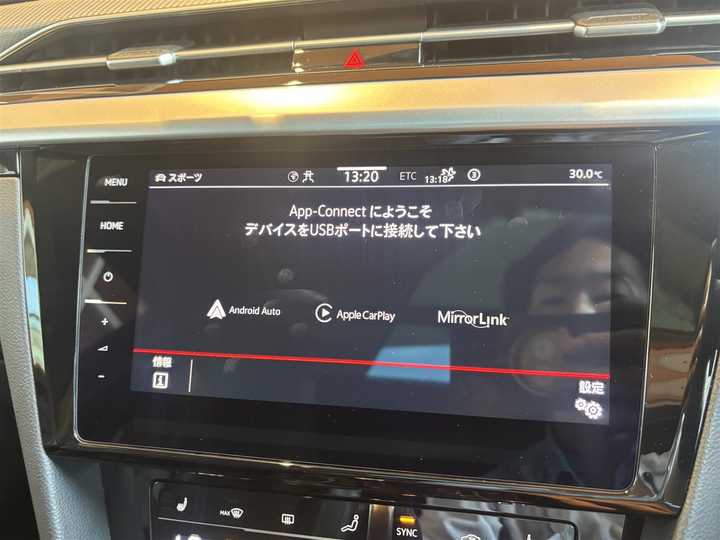 MENU
スポーツ
13:20
ETC
13:18
3
30.0℃
HOME
App-Connect にようこそ
デバイスをUSBポートに接続して下さい
Android Auto
Apple CarPlay
MirrorLink
情報
設定
MAX
SYNC